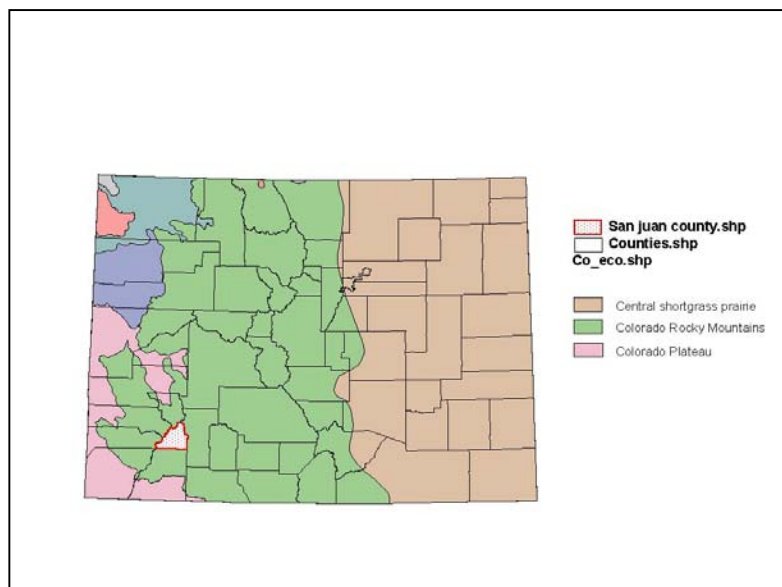 San juan county.shp
Counties.shp
Co_eco.shp
Central shortgrass prairie
Colorado Rocky Mountains
Colorado Plateau